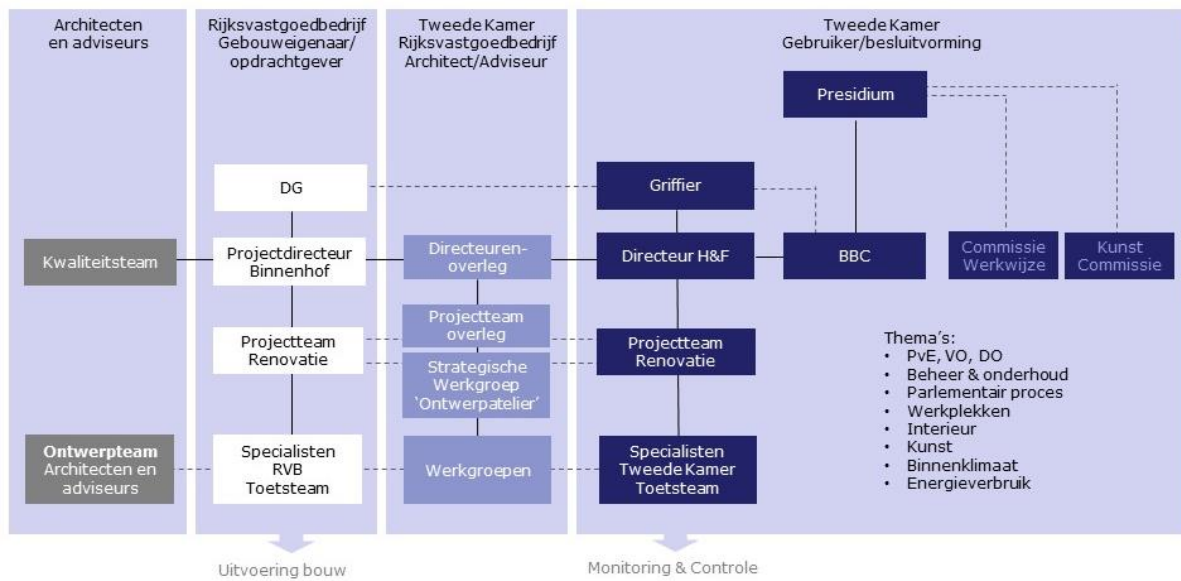 Architecten
en adviseurs
Rijksvastgoedbedrijf
Gebouweigenaar/
opdrachtgever
Tweede Kamer
Rijksvastgoedbedrijf
Architect/Adviseur
Tweede Kamer
Gebruiker/besluitvorming
Presidium
DG
Griffier
Kwaliteitsteam
Projectdirecteur
Binnenhof
Directeuren-
overleg
Directeur H&F
BBC
Commissie
Werkwijze
Kunst
Commissie
Projectteam
Renovatie
Projectteam
overleg
Strategische
Werkgroep
‘Ontwerpatelier’
Projectteam
Renovatie
Thema’s:
• PvE, VO, DO
• Beheer & onderhoud
• Parlementair proces
• Werkplekken
• Interieur
• Kunst
• Binnenklimaat
• Energieverbruik
Ontwerpteam
Architecten en
adviseurs
Specialisten
RVB
Toetsteam
Werkgroepen
Specialisten
Tweede Kamer
Toetsteam
Uitvoering bouw
Monitoring & Controle